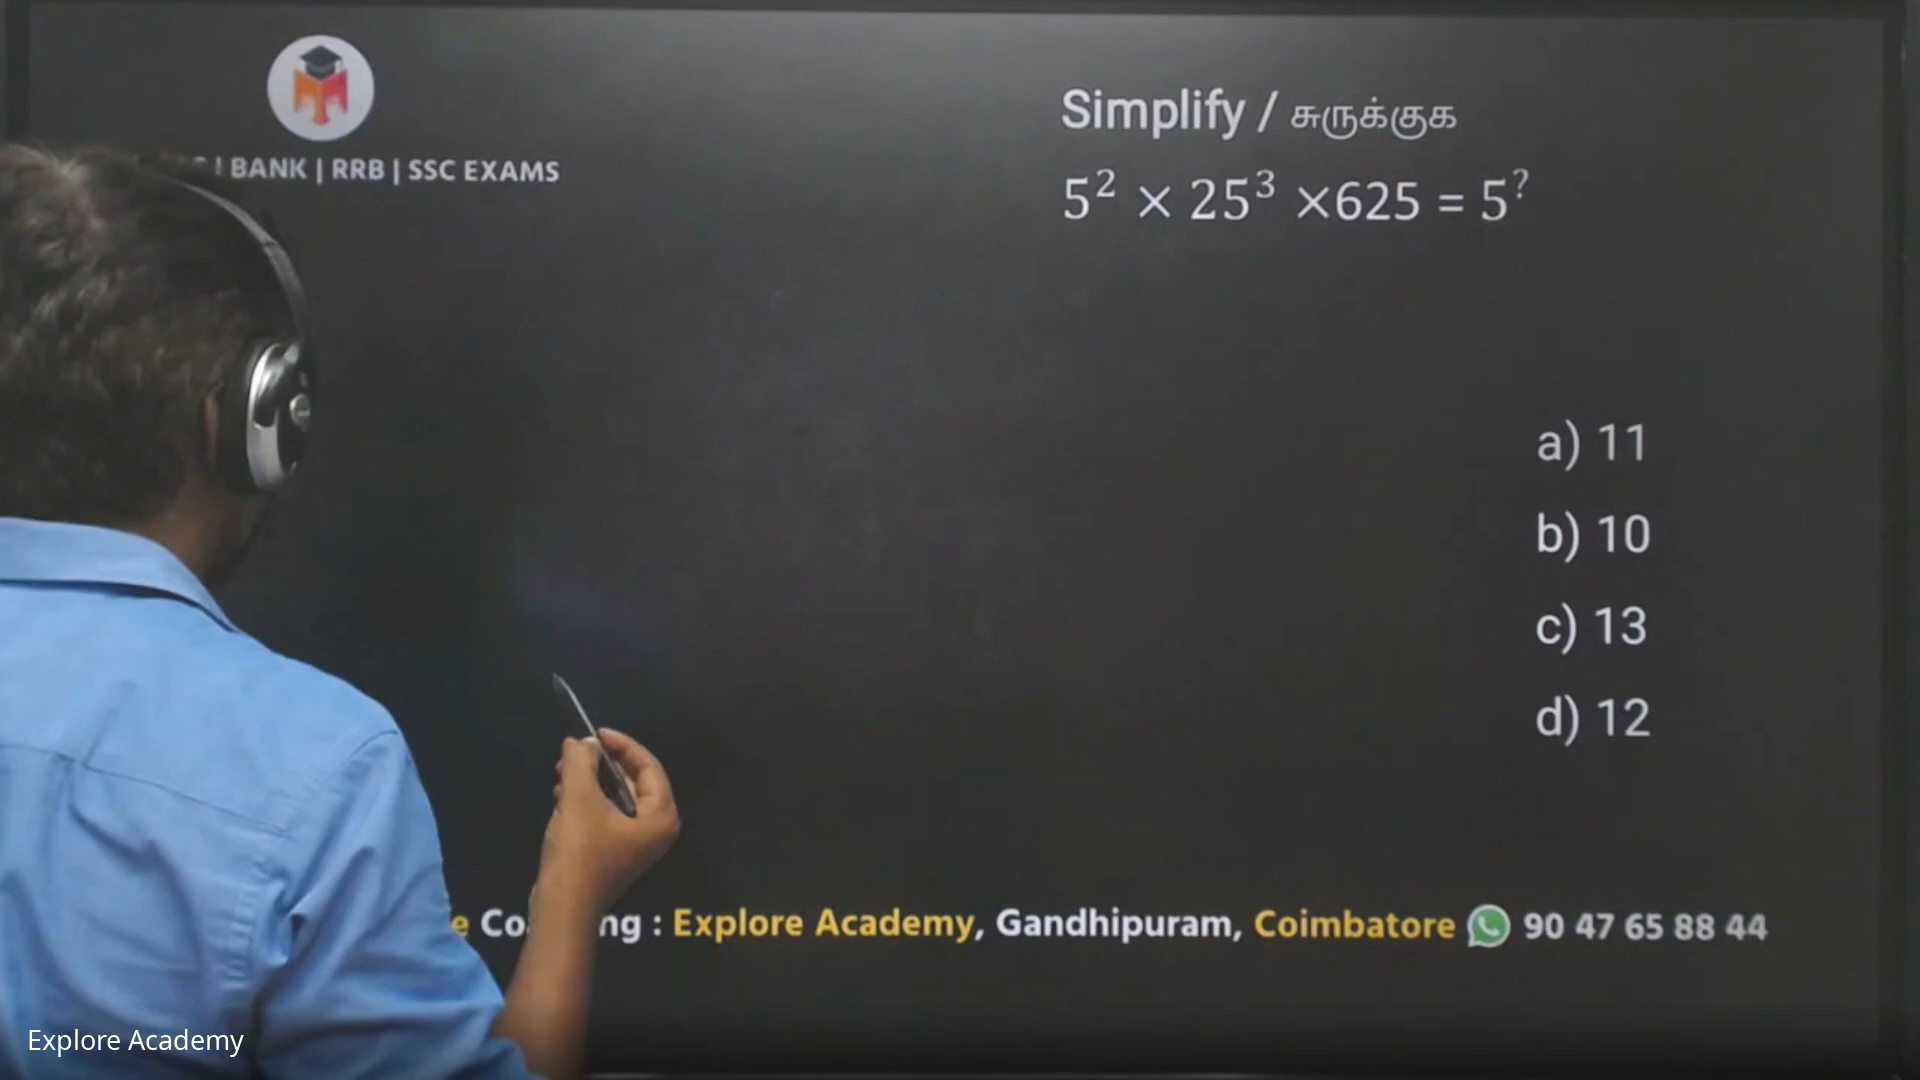 | BANK | RRB | SSC EXAMS
Simplify / சுருக்குக
5² × 25³ ×625 = 5^?
a) 11
b) 10
c) 13
d) 12
: Explore Academy, Gandhipuram, Coimbatore 90 47 65 88 44
Explore Academy